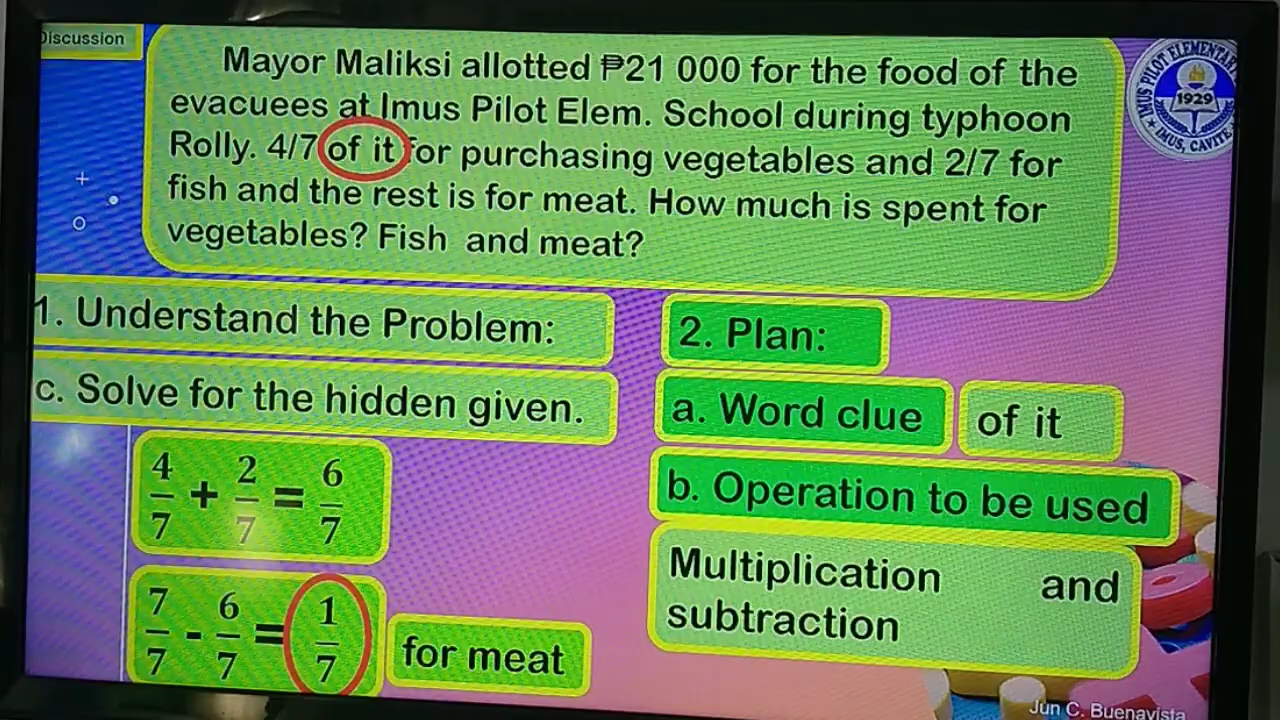 Discussion
Mayor Maliksi allotted ₱21 000 for the food of the
evacuees at Imus Pilot Elem. School during typhoon
Rolly. 4/7 of it for purchasing vegetables and 2/7 for
fish and the rest is for meat. How much is spent for
vegetables? Fish and meat?
IMUS PILOT ELEMENTARY
1929
IMUS, CAVITE
1. Understand the Problem:
c. Solve for the hidden given.
4/7 + 2/7 = 6/7
7/7 - 6/7 = 1/7
for meat
2. Plan:
a. Word clue
of it
b. Operation to be used
Multiplication and
subtraction
Jun C. Buenavista